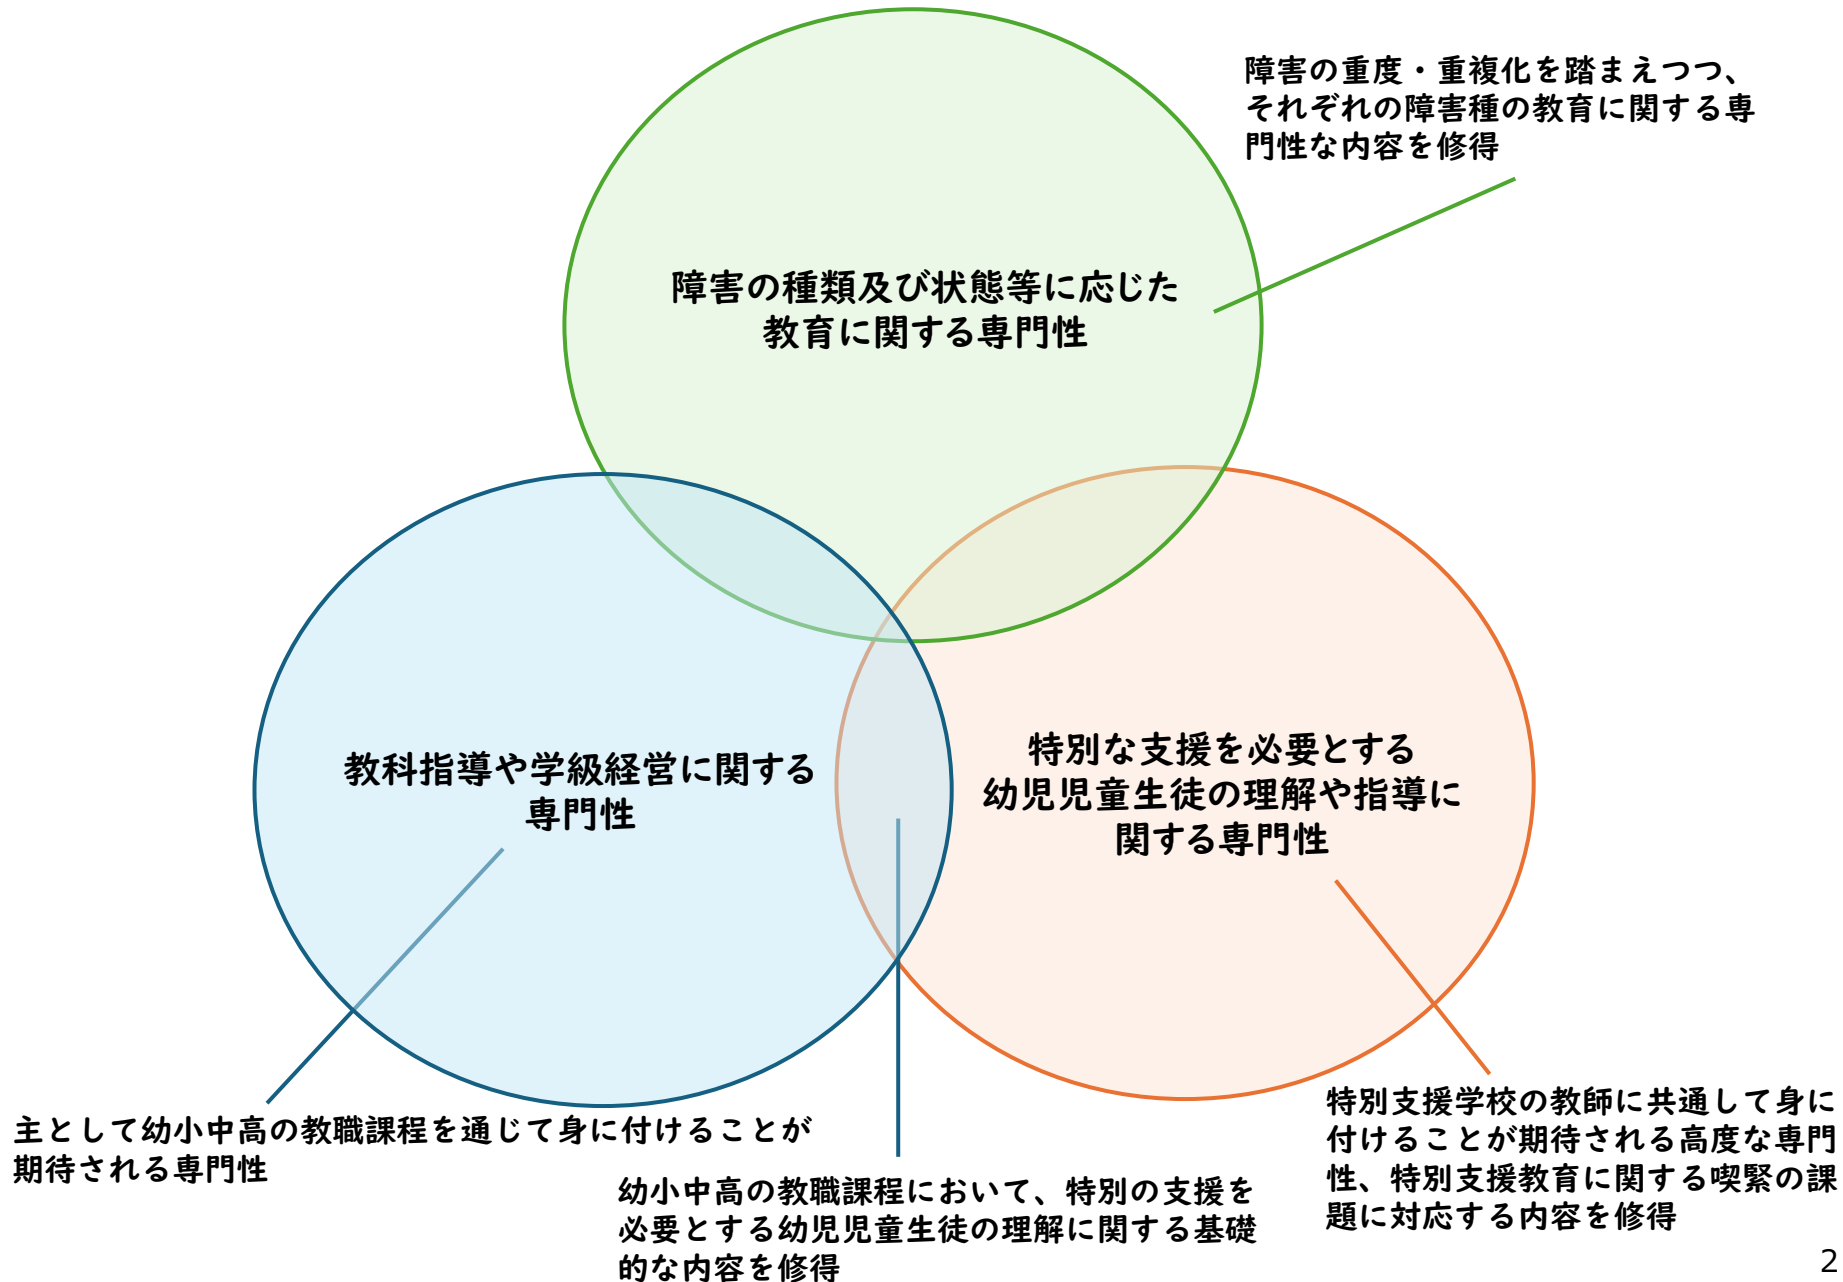 障害の重度・重複化を踏まえつつ、
それぞれの障害種の教育に関する専
門性な内容を修得
障害の種類及び状態等に応じた
教育に関する専門性
教科指導や学級経営に関する
専門性
特別な支援を必要とする
幼児児童生徒の理解や指導に
関する専門性
主として幼小中高の教職課程を通じて身に付けることが
期待される専門性
幼小中高の教職課程において、特別の支援を
必要とする幼児児童生徒の理解に関する基礎
的な内容を修得
特別支援学校の教師に共通して身に
付けることが期待される高度な専門
性、特別支援教育に関する喫緊の課
題に対応する内容を修得
2